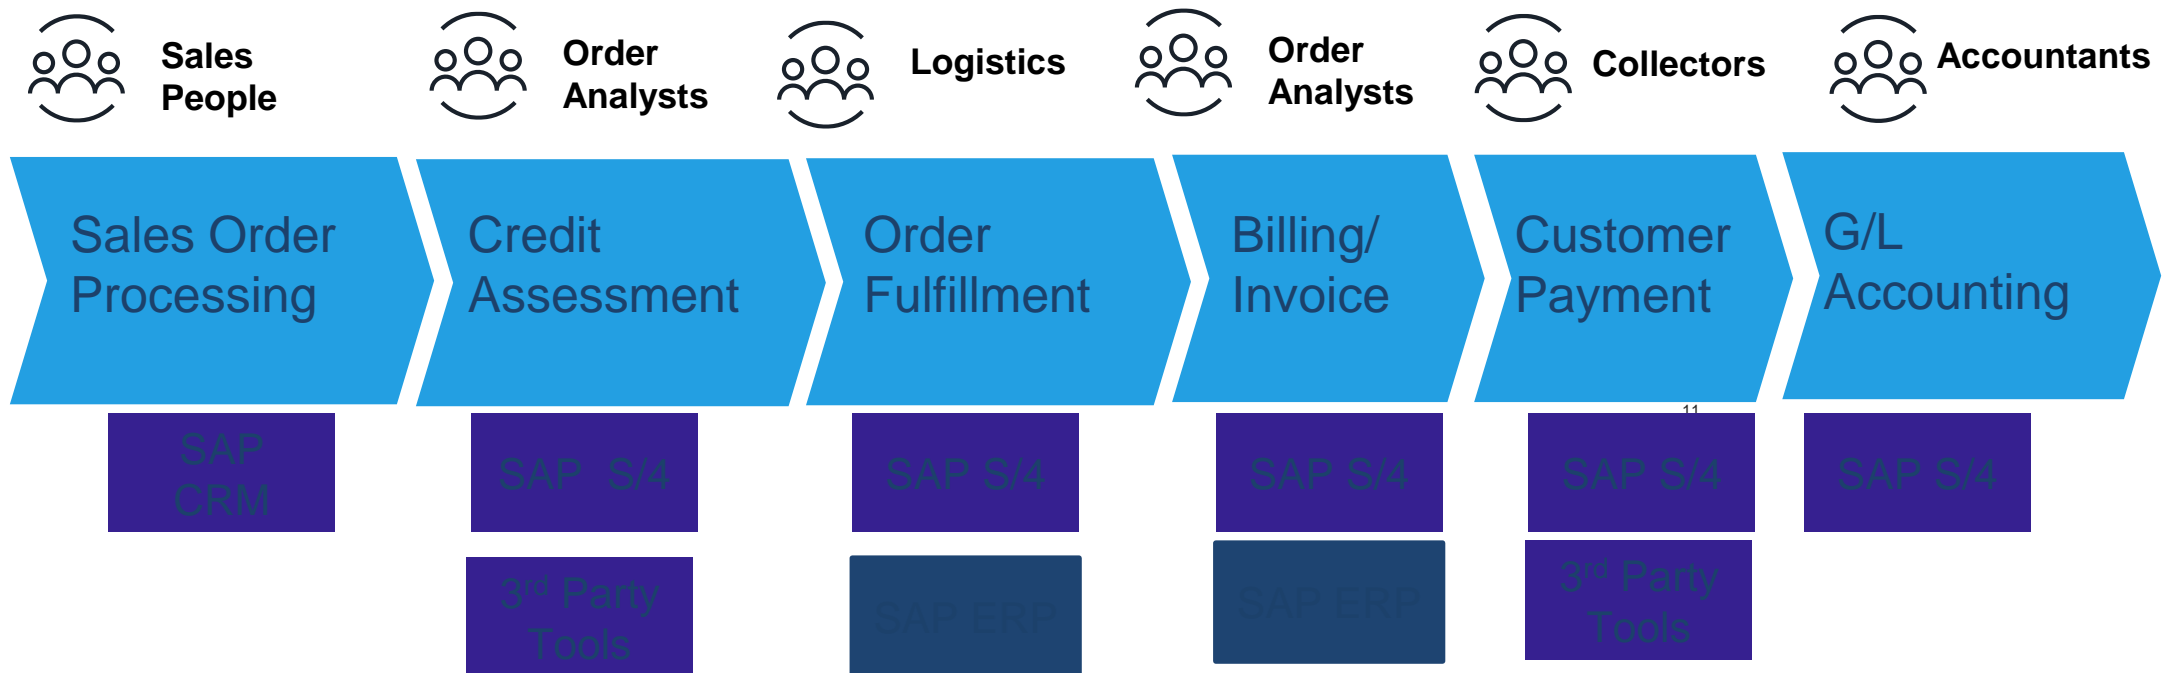 Sales
People
Order
Analysts
Logistics
Order
Analysts
Collectors
Accountants
Sales Order
Processing
Credit
Assessment
Order
Fulfillment
Billing/
Invoice
Customer
Payment
G/L
Accounting
11
SAP
CRM
SAP S/4
SAP S/4
SAP S/4
SAP S/4
SAP S/4
3rd Party
Tools
SAP ERP
SAP ERP
3rd Party
Tools